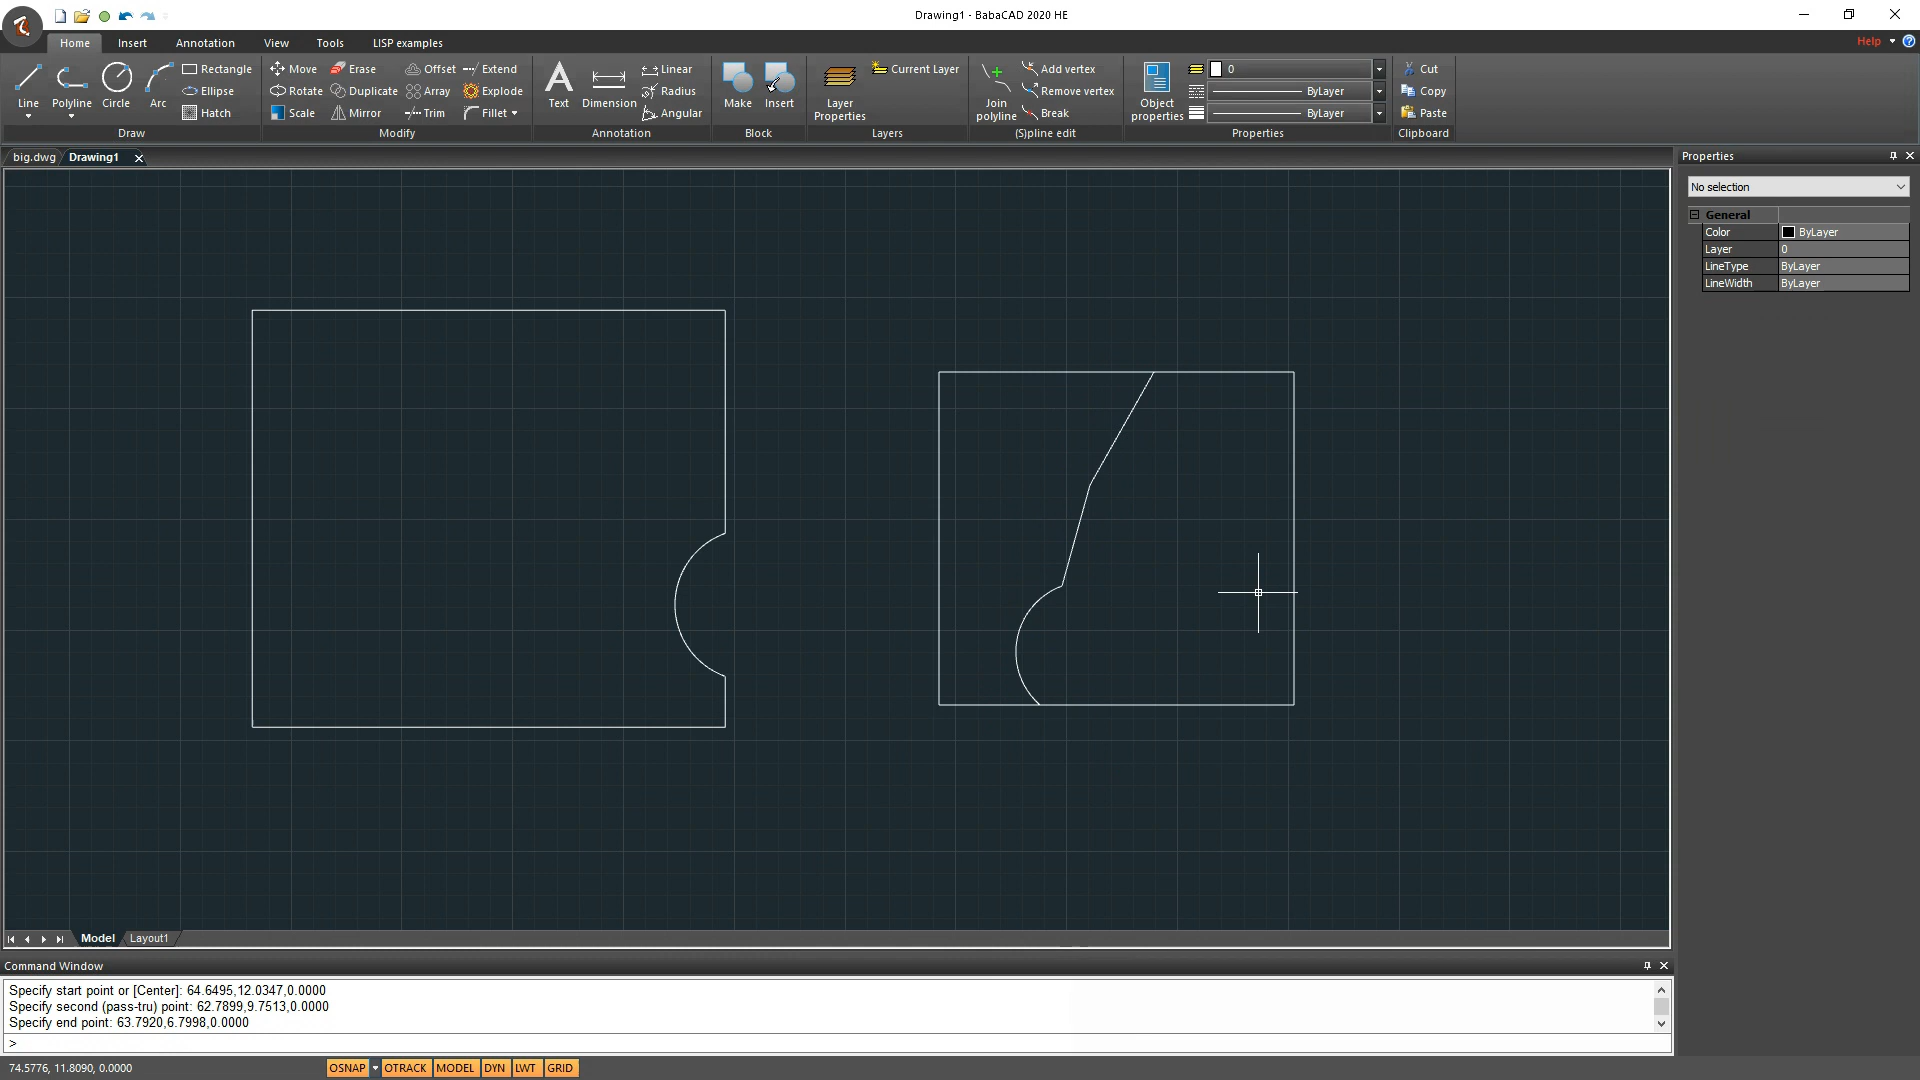 Drawing1 - BabaCAD 2020 HE
Home Insert Annotation View Tools LISP examples Help
Line Polyline Circle Arc Rectangle Ellipse Hatch
Draw
Move Erase Offset Extend
Rotate Duplicate Array Explode
Scale Mirror Trim Fillet
Modify
Text Dimension Linear Radius Angular
Annotation
Make Insert
Block
Layer Properties Current Layer
Layers
Join polyline Add vertex Remove vertex Break
(S)pline edit
Object properties 0 ByLayer ByLayer
Properties
Cut Copy Paste
Clipboard
big.dwg Drawing1
Properties
No selection
General
Color ByLayer
Layer 0
LineType ByLayer
LineWidth ByLayer
Model Layout1
Command Window
Specify start point or [Center]: 64.6495,12.0347,0.0000
Specify second (pass-tru) point: 62.7899,9.7513,0.0000
Specify end point: 63.7920,6.7998,0.0000
>
74.5776, 11.8090, 0.0000 OSNAP OTRACK MODEL DYN LWT GRID